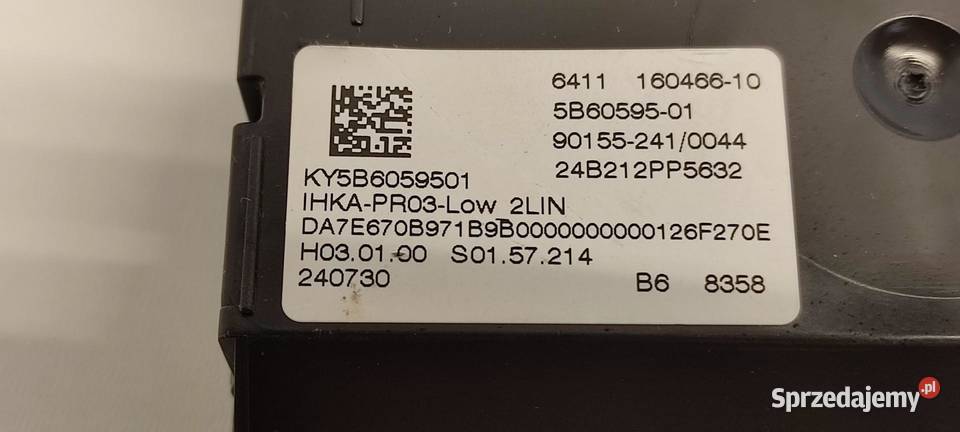 6411 160466-10
5B60595-01
90155-241/0044
24B212PP5632
KY5B6059501
IHKA-PR03-Low 2LIN
DA7E670B971B9B0000000000126F270E
H03.01.00 S01.57.214
240730 B6 8358
Sprzedajemy.pl